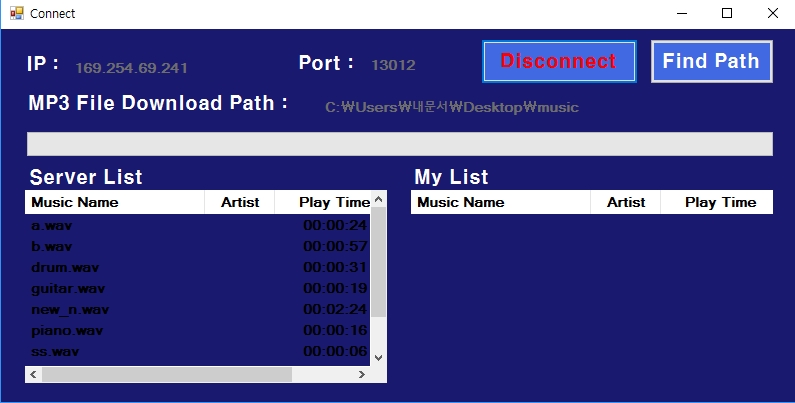 Connect
IP : 169.254.69.241 Port : 13012 Disconnect Find Path
MP3 File Download Path : C:₩Users₩내문서₩Desktop₩music
Server List
Music Name Artist Play Time
a.wav 00:00:24
b.wav 00:00:57
drum.wav 00:00:31
guitar.wav 00:00:19
new_n.wav 00:02:24
piano.wav 00:00:16
ss.wav 00:00:06
My List
Music Name Artist Play Time